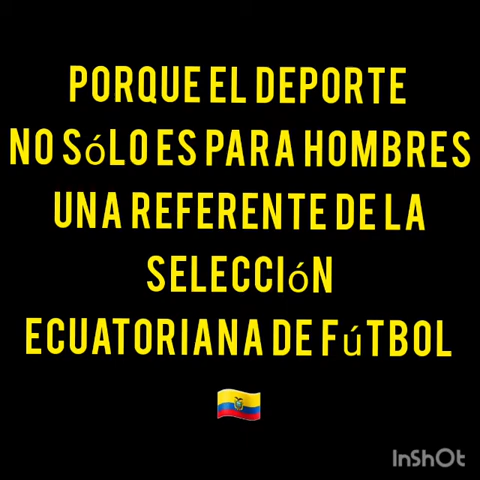 PORQUE EL DEPORTE
NO SóLO ES PARA HOMBRES
UNA REFERENTE DE LA
SELECCIóN
ECUATORIANA DE FúTBOL
InShOt